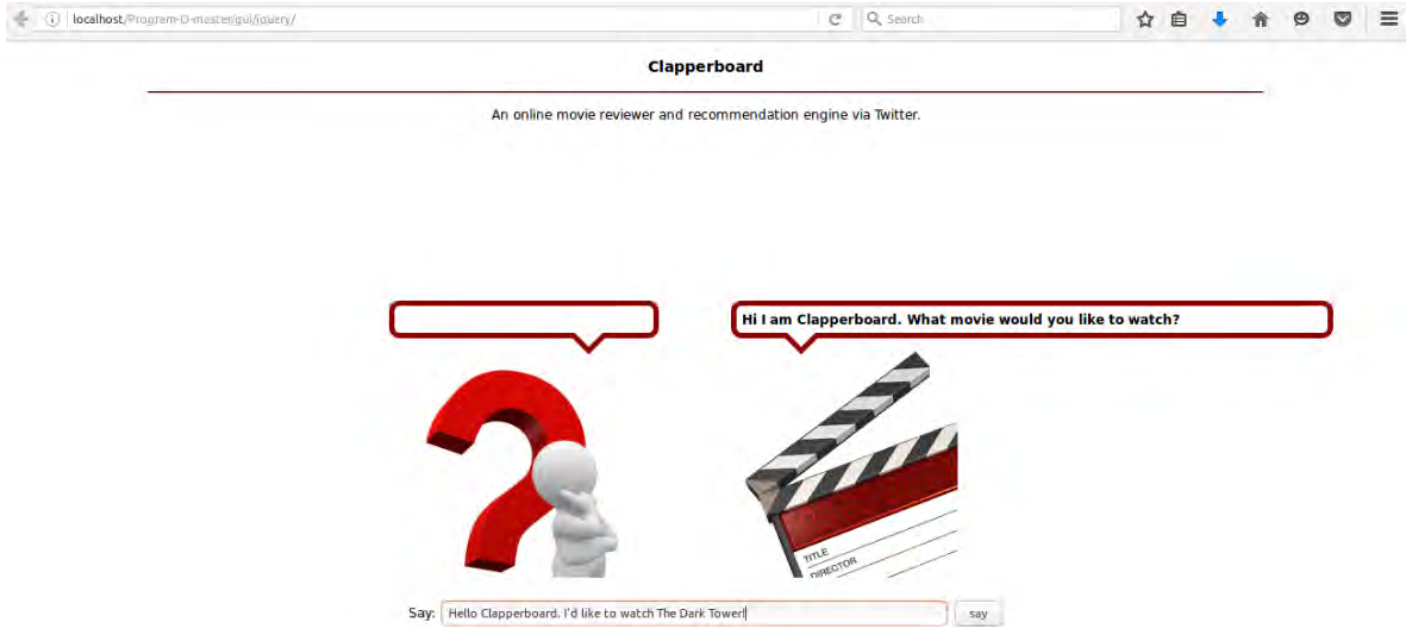 localhost/Program-D-master/gui/jquery/
Search
Clapperboard
An online movie reviewer and recommendation engine via Twitter.
Hi I am Clapperboard. What movie would you like to watch?
TITLE
DIRECTOR
Say: Hello Clapperboard. I'd like to watch The Dark Tower! say